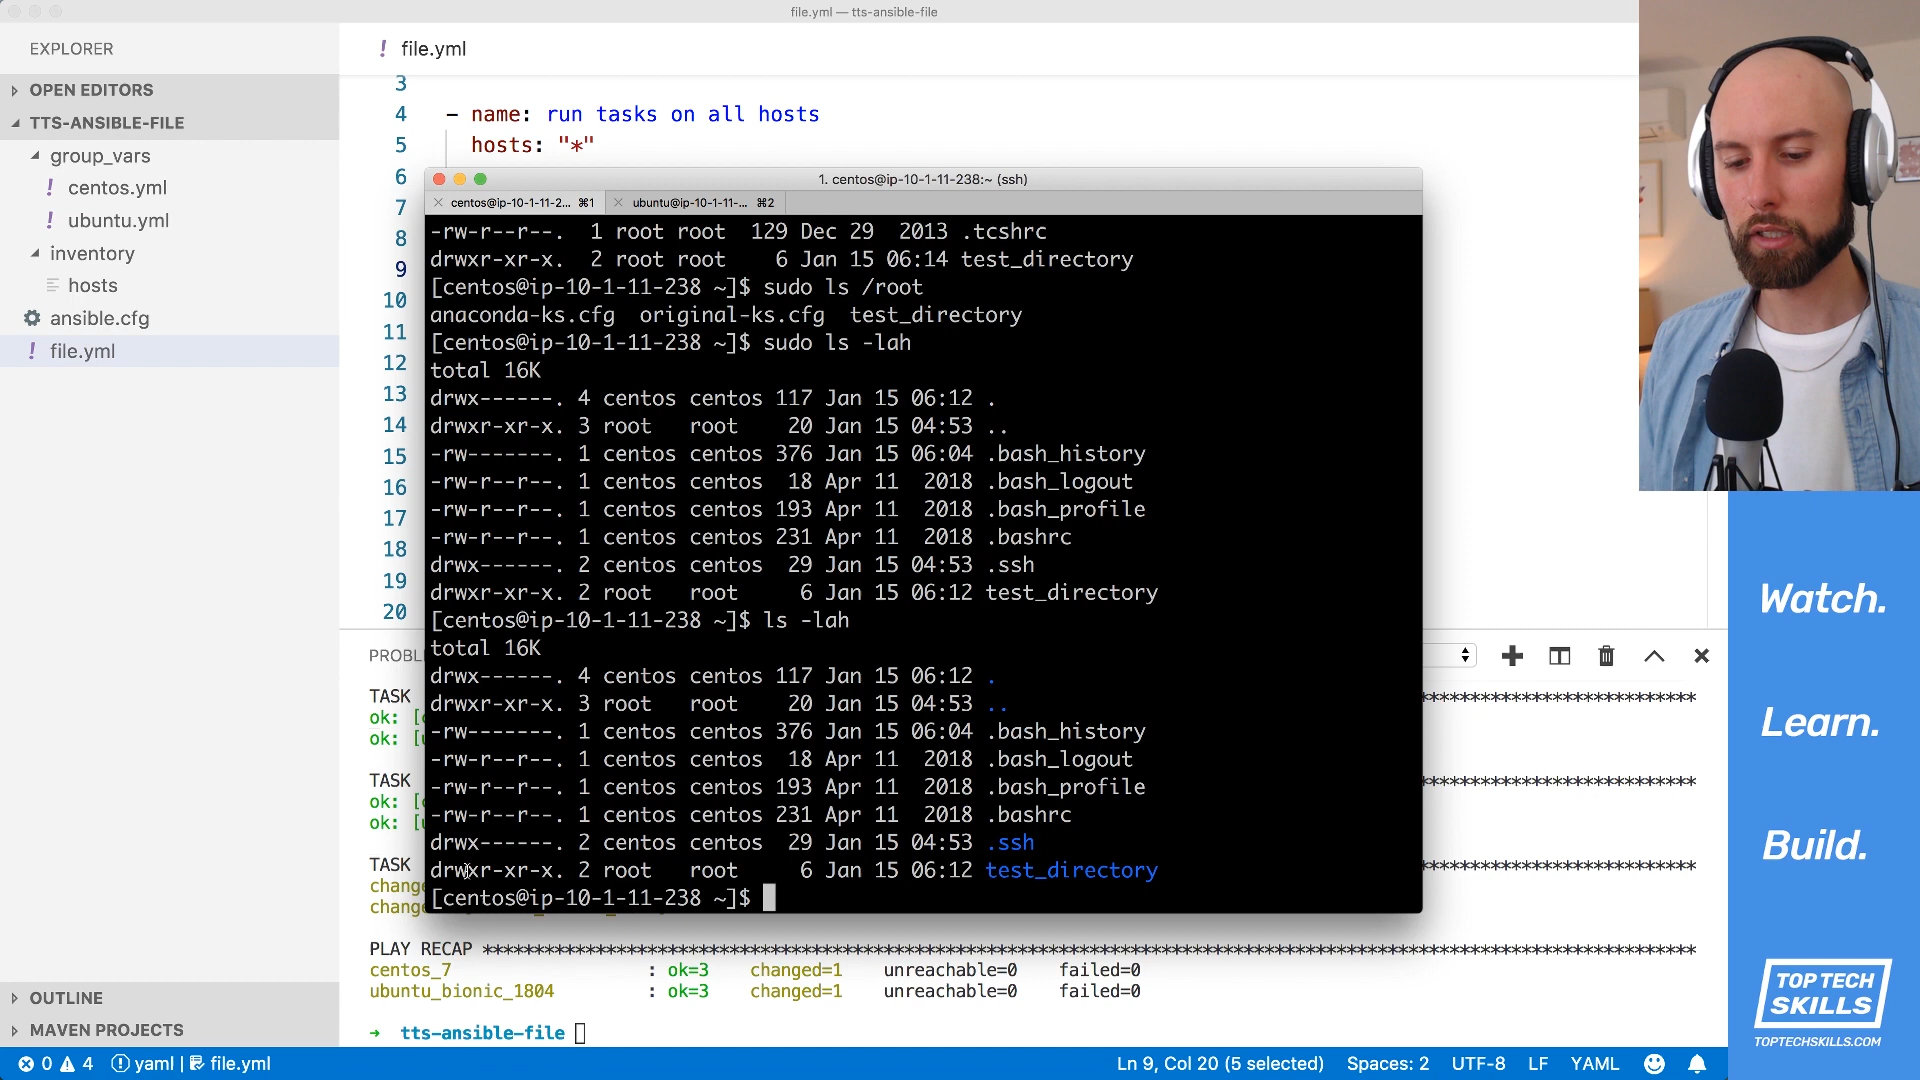 file.yml — tts-ansible-file
EXPLORER
OPEN EDITORS
TTS-ANSIBLE-FILE
group_vars
! centos.yml
! ubuntu.yml
inventory
hosts
ansible.cfg
! file.yml
OUTLINE
MAVEN PROJECTS
! file.yml
3
4 - name: run tasks on all hosts
5 hosts: "*"
6
7
8
9
10
11
12
13
14
15
16
17
18
19
20
1. centos@ip-10-1-11-238:~ (ssh)
centos@ip-10-1-11-2... ⌘1
ubuntu@ip-10-1-11-... ⌘2
-rw-r--r--. 1 root root 129 Dec 29 2013 .tcshrc
drwxr-xr-x. 2 root root 6 Jan 15 06:14 test_directory
[centos@ip-10-1-11-238 ~]$ sudo ls /root
anaconda-ks.cfg original-ks.cfg test_directory
[centos@ip-10-1-11-238 ~]$ sudo ls -lah
total 16K
drwx------. 4 centos centos 117 Jan 15 06:12 .
drwxr-xr-x. 3 root root 20 Jan 15 04:53 ..
-rw-------. 1 centos centos 376 Jan 15 06:04 .bash_history
-rw-r--r--. 1 centos centos 18 Apr 11 2018 .bash_logout
-rw-r--r--. 1 centos centos 193 Apr 11 2018 .bash_profile
-rw-r--r--. 1 centos centos 231 Apr 11 2018 .bashrc
drwx------. 2 centos centos 29 Jan 15 04:53 .ssh
drwxr-xr-x. 2 root root 6 Jan 15 06:12 test_directory
[centos@ip-10-1-11-238 ~]$ ls -lah
total 16K
drwx------. 4 centos centos 117 Jan 15 06:12 .
drwxr-xr-x. 3 root root 20 Jan 15 04:53 ..
-rw-------. 1 centos centos 376 Jan 15 06:04 .bash_history
-rw-r--r--. 1 centos centos 18 Apr 11 2018 .bash_logout
-rw-r--r--. 1 centos centos 193 Apr 11 2018 .bash_profile
-rw-r--r--. 1 centos centos 231 Apr 11 2018 .bashrc
drwx------. 2 centos centos 29 Jan 15 04:53 .ssh
drwxr-xr-x. 2 root root 6 Jan 15 06:12 test_directory
[centos@ip-10-1-11-238 ~]$
PROBL
TASK
ok: [
ok: [
TASK
ok: [
ok: [
TASK
change
change
PLAY RECAP ********************
centos_7 : ok=3 changed=1 unreachable=0 failed=0
ubuntu_bionic_1804 : ok=3 changed=1 unreachable=0 failed=0
➜ tts-ansible-file
0 4 yaml | file.yml
Ln 9, Col 20 (5 selected) Spaces: 2 UTF-8 LF YAML
Watch.
Learn.
Build.
TOP TECH
SKILLS
TOPTECHSKILLS.COM